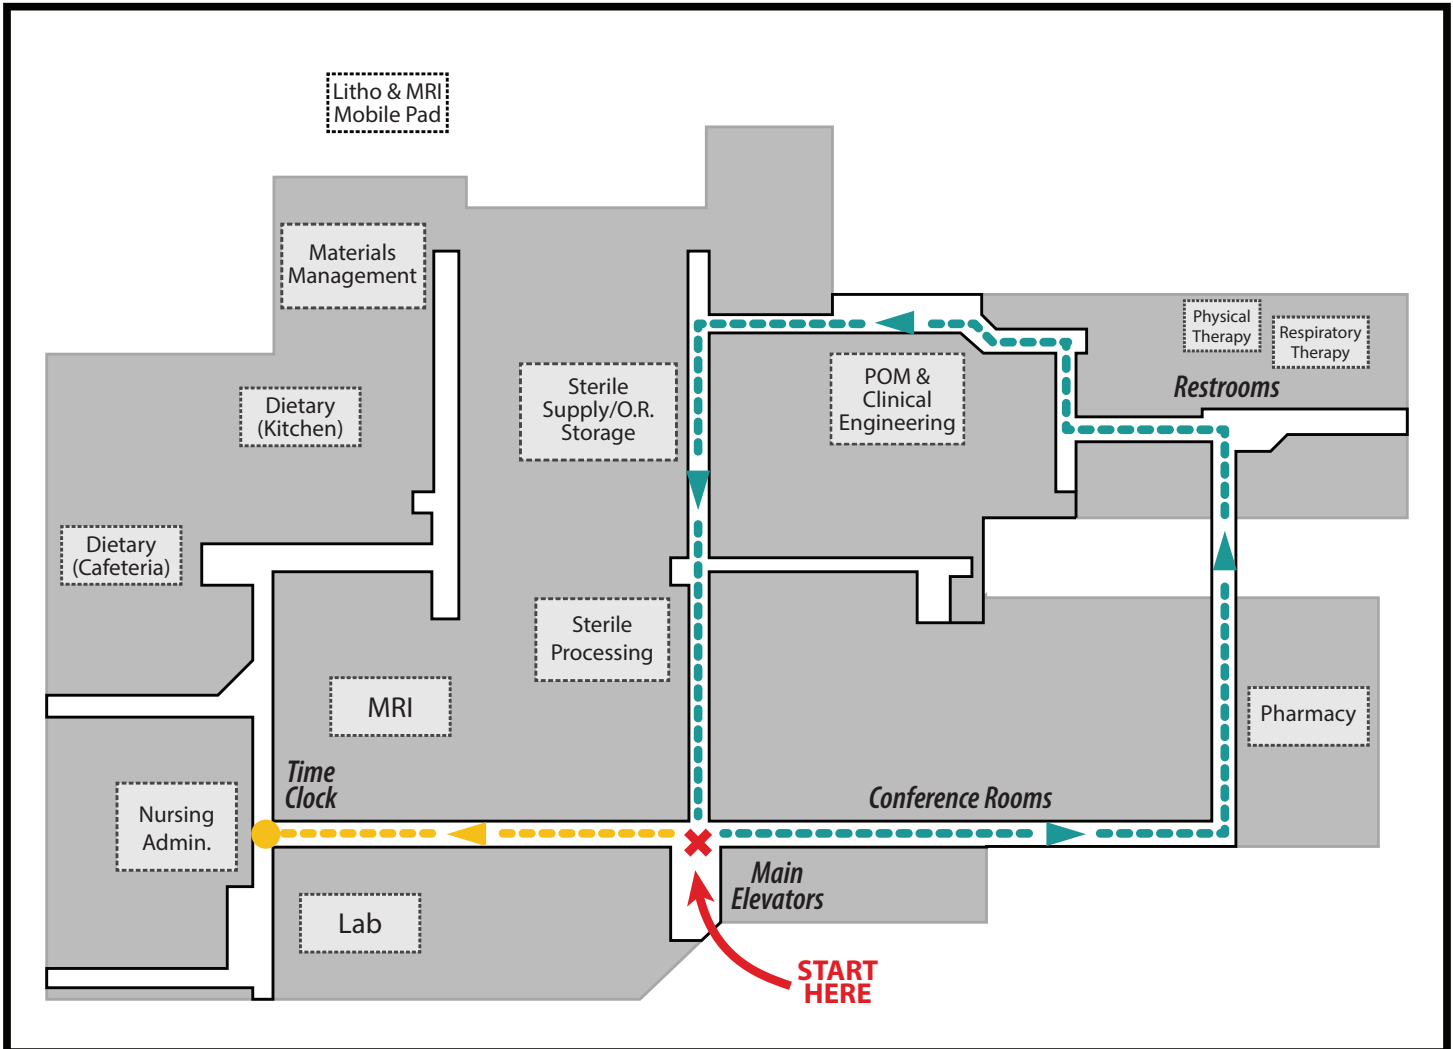 Litho & MRI
Mobile Pad
Materials
Management
Physical
Therapy
Respiratory
Therapy
Restrooms
Sterile
Supply/O.R.
Storage
POM &
Clinical
Engineering
Dietary
(Kitchen)
Dietary
(Cafeteria)
Sterile
Processing
MRI
Pharmacy
Time
Clock
Conference Rooms
Nursing
Admin.
Main
Elevators
Lab
START
HERE